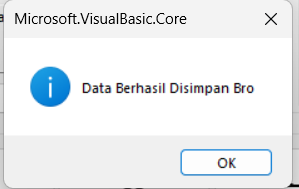 Microsoft.VisualBasic.Core
Data Berhasil Disimpan Bro
OK